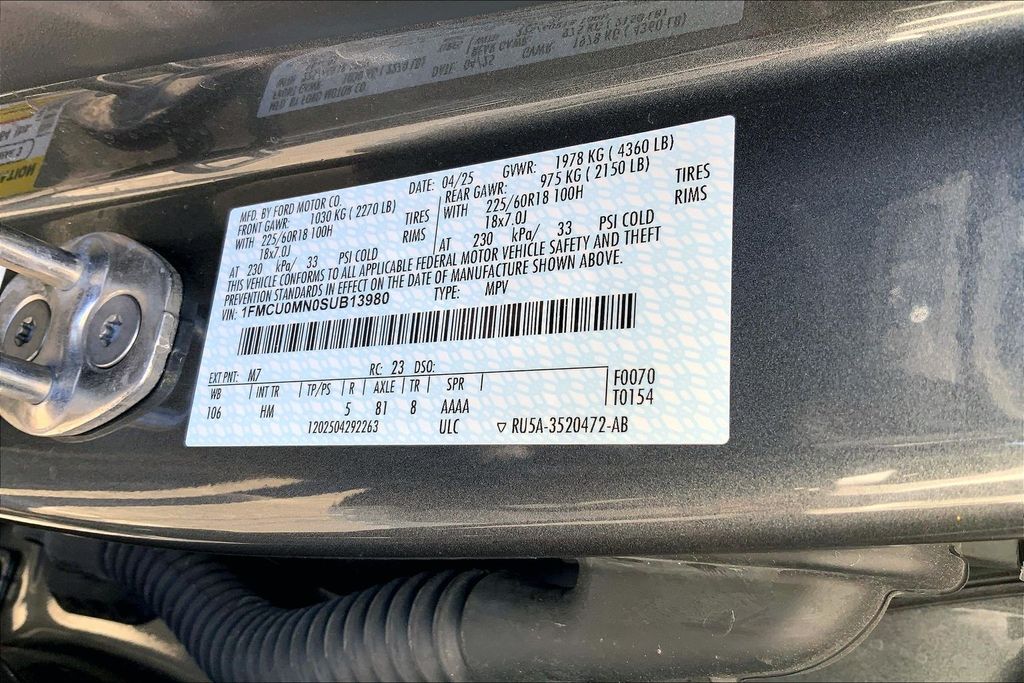 MFD. BY FORD MOTOR CO.
DATE: 04/25 GVWR: 1978 KG ( 4360 LB)
FRONT GAWR: 1030 KG ( 2270 LB) REAR GAWR: 975 KG ( 2150 LB)
WITH 225/60R18 100H TIRES WITH 225/60R18 100H TIRES
18x7.0J RIMS 18x7.0J RIMS
AT 230 kPa/ 33 PSI COLD AT 230 kPa/ 33 PSI COLD
THIS VEHICLE CONFORMS TO ALL APPLICABLE FEDERAL MOTOR VEHICLE SAFETY AND THEFT
PREVENTION STANDARDS IN EFFECT ON THE DATE OF MANUFACTURE SHOWN ABOVE.
VIN: 1FMCU0MN0SUB13980 TYPE: MPV
EXT PNT: M7 RC: 23 DSO:
WB INT TR TP/PS R AXLE TR SPR F0070
106 HM 5 81 8 AAAA T0154
1202504292263 ULC ▽ RU5A-3520472-AB